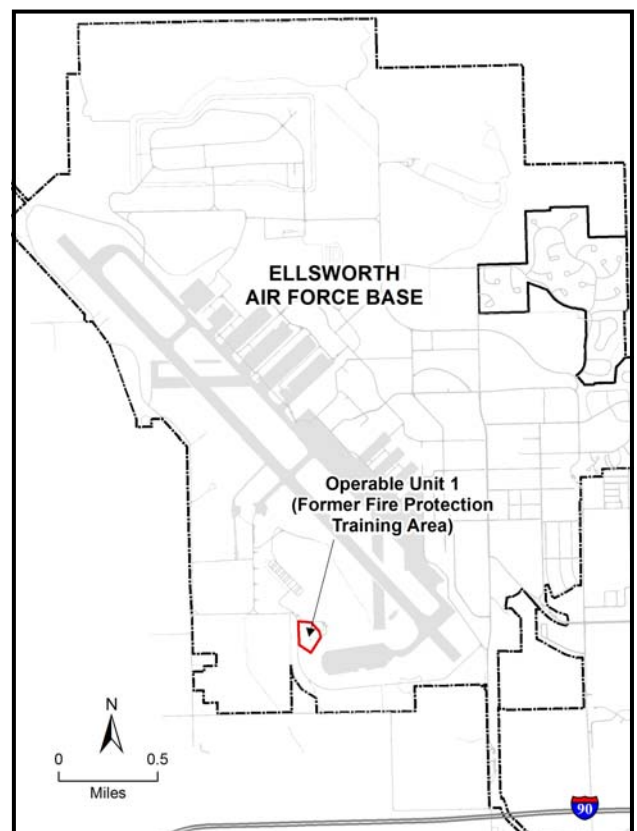 ELLSWORTH
AIR FORCE BASE
Operable Unit 1
(Former Fire Protection
Training Area)
N
0 0.5
Miles
90